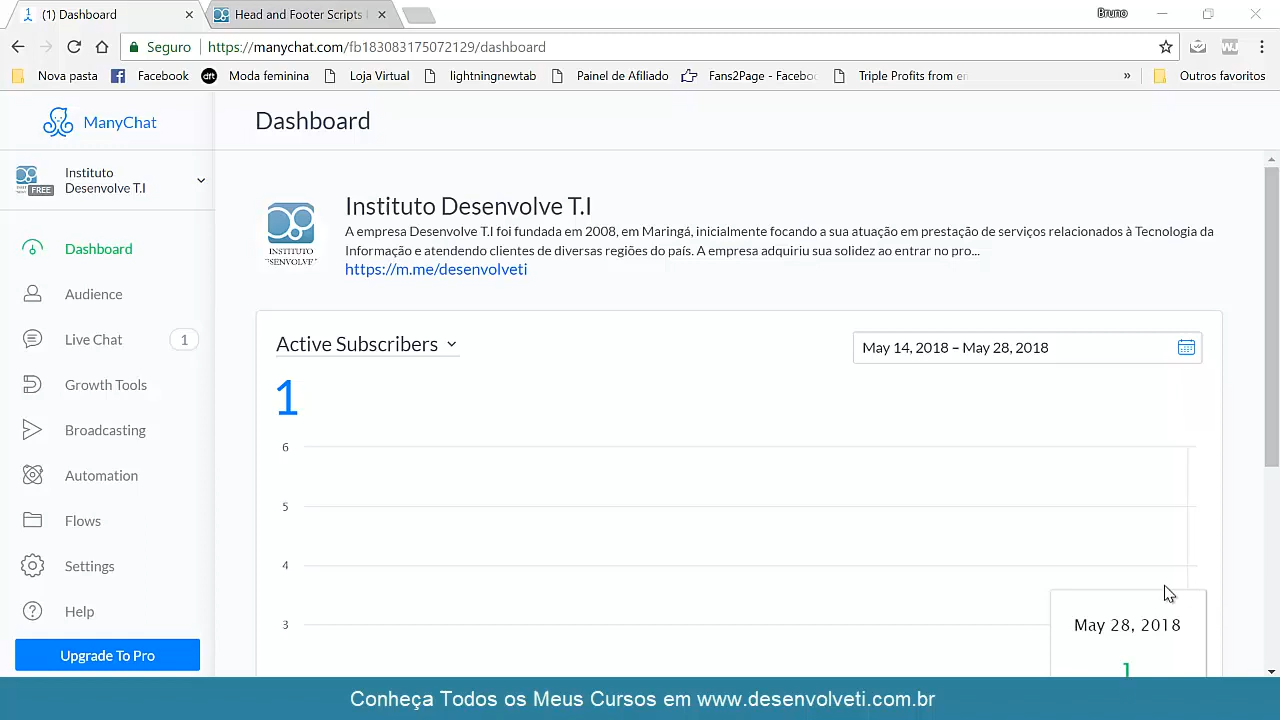 (1) Dashboard
Head and Footer Scripts
Bruno
Seguro
https://manychat.com/fb183083175072129/dashboard
Nova pasta
Facebook
dft
Moda feminina
Loja Virtual
lightningnewtab
Painel de Afiliado
Fans2Page - Facebo
Triple Profits from
»
Outros favoritos
ManyChat
Dashboard
Instituto
Desenvolve T.I
FREE
Dashboard
Audience
Live Chat
1
Growth Tools
Broadcasting
Automation
Flows
Settings
Help
Upgrade To Pro
INSTITUTO
Instituto Desenvolve T.I
A empresa Desenvolve T.I foi fundada em 2008, em Maringá, inicialmente focando a sua atuação em prestação de serviços relacionados à Tecnologia da
Informação e atendendo clientes de diversas regiões do país. A empresa adquiriu sua solidez ao entrar no pro...
https://m.me/desenvolveti
Active Subscribers
May 14, 2018 – May 28, 2018
1
6
5
4
3
May 28, 2018
1
Conheça Todos os Meus Cursos em www.desenvolveti.com.br